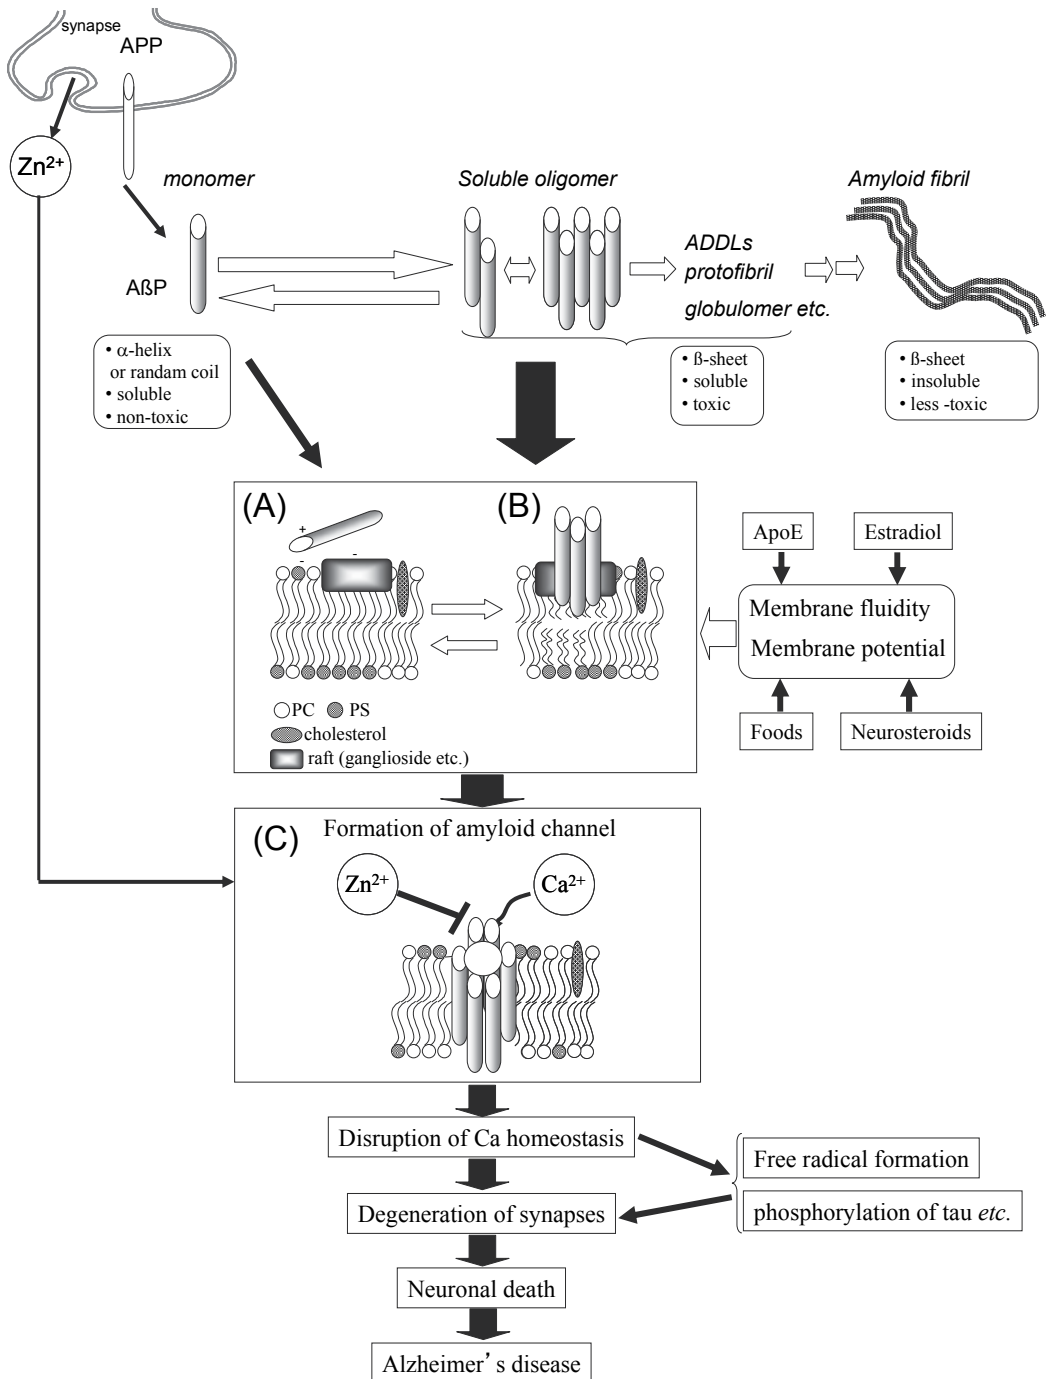 synapse
APP
Zn²⁺
monomer
Soluble oligomer
Amyloid fibril
AßP
ADDLs
protofibril
globulomer etc.
• α-helix
or randam coil
• soluble
• non-toxic
• ß-sheet
• soluble
• toxic
• ß-sheet
• insoluble
• less -toxic
(A)
(B)
+
-
-
ApoE
Estradiol
Membrane fluidity
Membrane potential
Foods
Neurosteroids
PC
PS
cholesterol
raft (ganglioside etc.)
(C)
Formation of amyloid channel
Zn²⁺
Ca²⁺
Disruption of Ca homeostasis
Free radical formation
phosphorylation of tau etc.
Degeneration of synapses
Neuronal death
Alzheimer’s disease